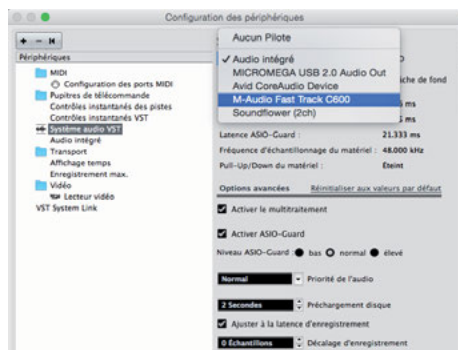 Configuration des périphériques
+ − |◄
Périphériques
MIDI
Configuration des ports MIDI
Pupitres de télécommande
Contrôles instantanés des pistes
Contrôles instantanés VST
Système audio VST
Audio intégré
Transport
Affichage temps
Enregistrement max.
Vidéo
Lecteur vidéo
VST System Link
Aucun Pilote
✓ Audio intégré
MICROMEGA USB 2.0 Audio Out
Avid CoreAudio Device
M-Audio Fast Track C600
Soundflower (2ch)
che de fond
ms
ms
Latence ASIO-Guard : 21.333 ms
Fréquence d'échantillonnage du matériel : 48.000 kHz
Pull-Up/Down du matériel : Éteint
Options avancées Réinitialiser aux valeurs par défaut
Activer le multitraitement
Activer ASIO-Guard
Niveau ASIO-Guard : bas normal élevé
Normal Priorité de l'audio
2 Secondes Préchargement disque
Ajuster à la latence d'enregistrement
0 Échantillons Décalage d'enregistrement